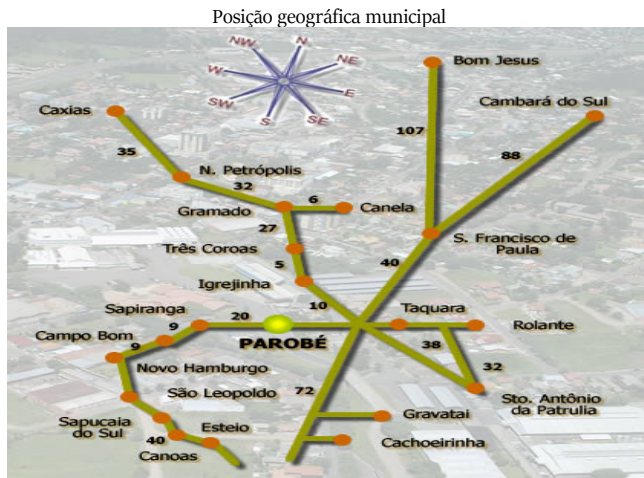 Posição geográfica municipal
N.
NW
NE
W.
E
SW
S
SE
Bom Jesus
Cambará do Sul
Caxias
107
35
88
N. Petrópolis
32
6
Gramado
Canela
27
S. Francisco de
Paula
Três Coroas
40
5
Igrejinha
10
Sapiranga
20
Taquara
9
Campo Bom
PAROBÉ
Rolante
9
38
Novo Hamburgo
32
72
São Leopoldo
Sto. Antônio
da Patrulia
Sapucaia
do Sul
Esteio
Gravatai
40
Canoas
Cachoeirinha